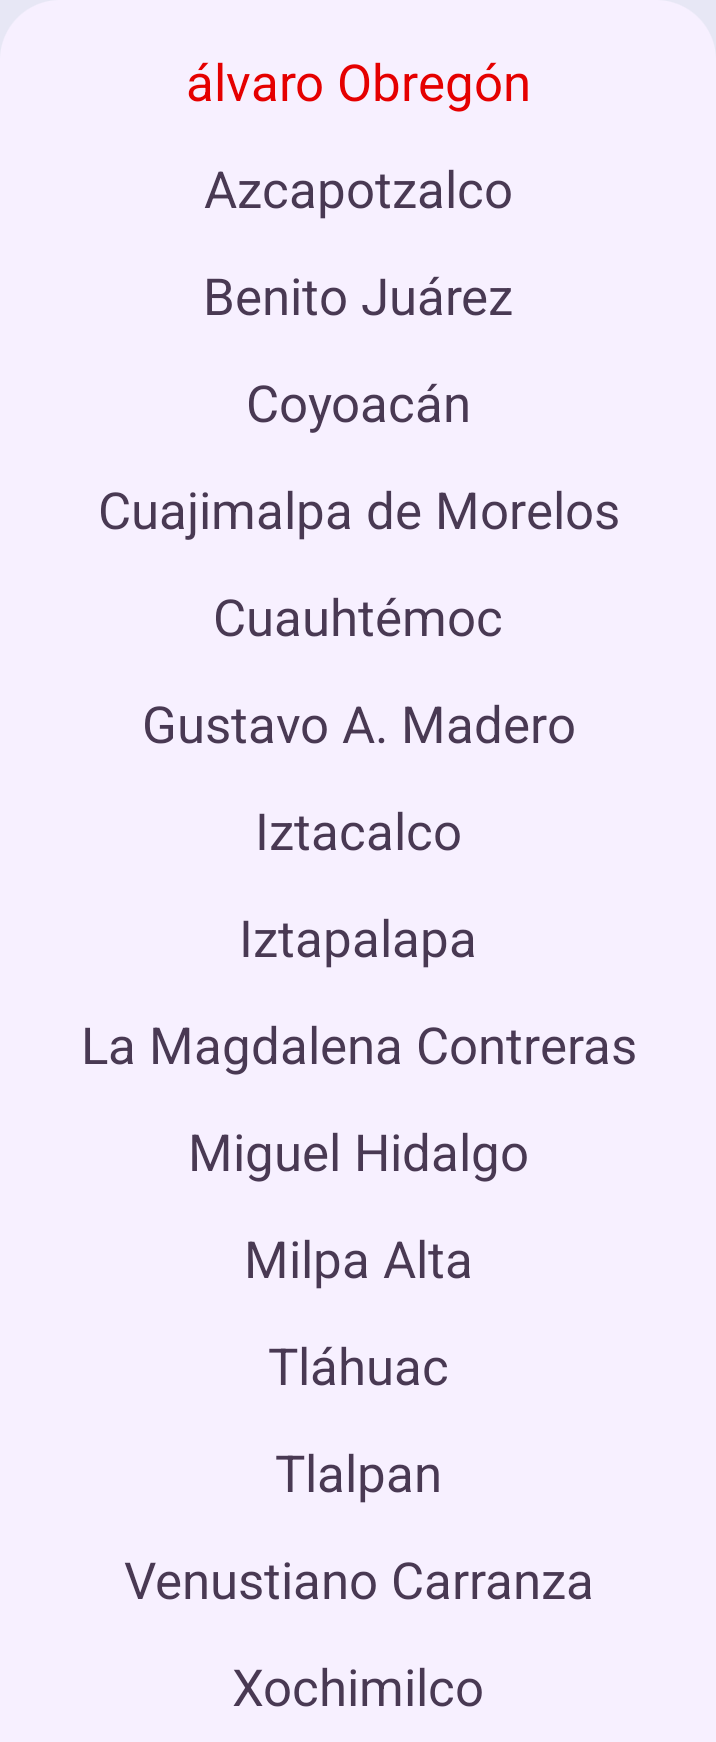 álvaro Obregón
Azcapotzalco
Benito Juárez
Coyoacán
Cuajimalpa de Morelos
Cuauhtémoc
Gustavo A. Madero
Iztacalco
Iztapalapa
La Magdalena Contreras
Miguel Hidalgo
Milpa Alta
Tláhuac
Tlalpan
Venustiano Carranza
Xochimilco